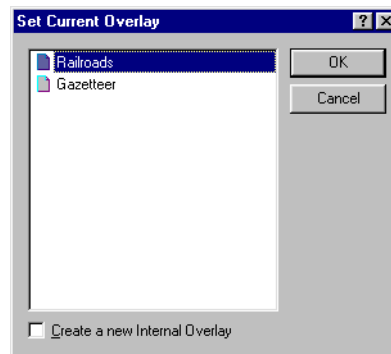 Set Current Overlay
Railroads
Gazetteer
OK
Cancel
Create a new Internal Overlay